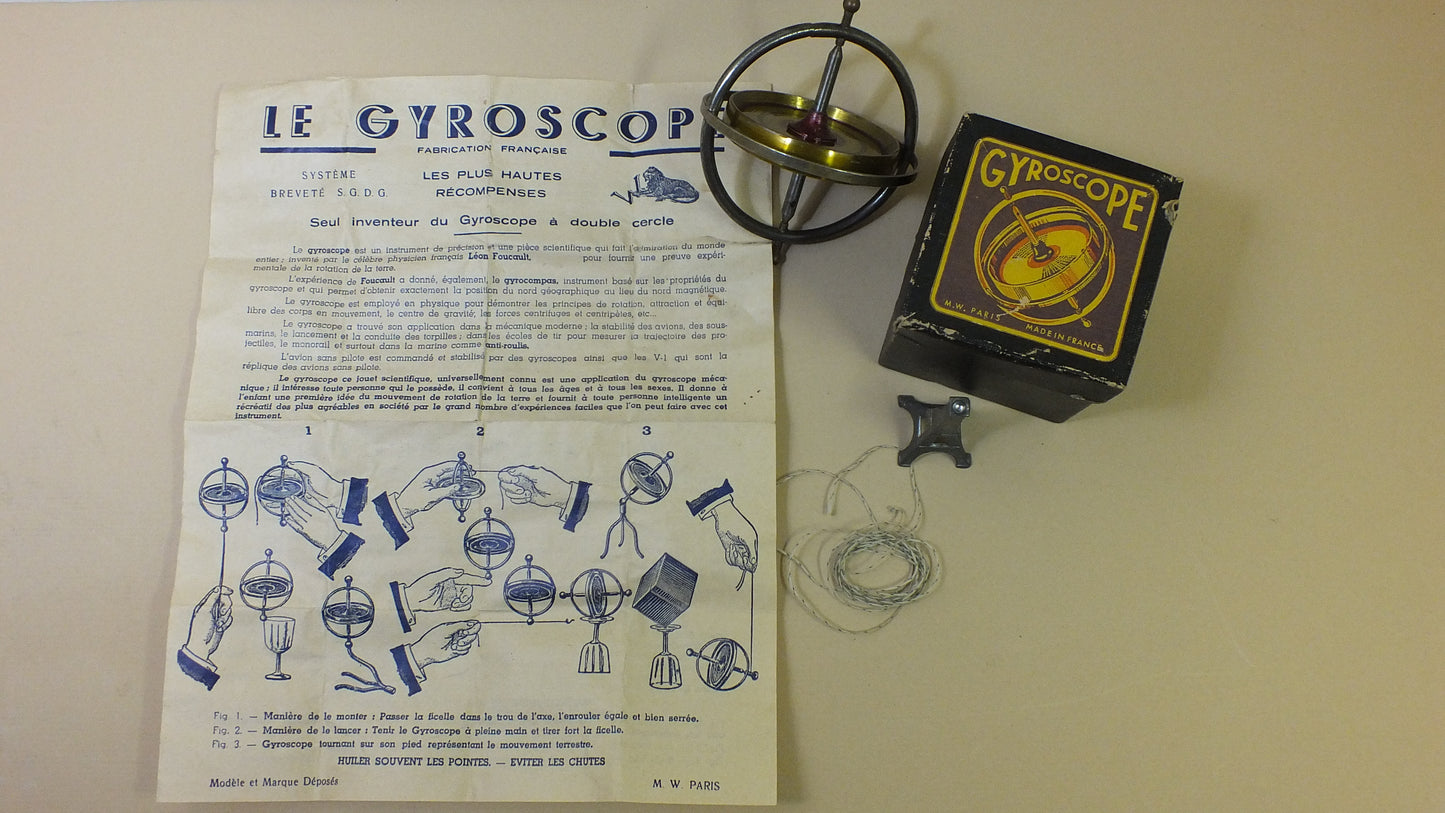 LE GYROSCOPE
FABRICATION FRANÇAISE
SYSTÈME
BREVETÉ S. G. D. G.
LES PLUS HAUTES
RÉCOMPENSES
Seul inventeur du Gyroscope à double cercle
Le gyroscope est un instrument de précision et une pièce scientifique qui fait l'admiration du monde
entier ; inventé par le célèbre physicien français Léon Foucault, pour fournir une preuve expéri-
mentale de la rotation de la terre.
L'expérience de Foucault a donné, également, le gyrocompas, instrument basé sur les propriétés du
gyroscope et qui permet d'obtenir exactement la position du nord géographique au lieu du nord magnétique.
Le gyroscope est employé en physique pour démontrer les principes de rotation, attraction et équi-
libre des corps en mouvement, le centre de gravité; les forces centrifuges et centripètes, etc...
Le gyroscope a trouvé son application dans la mécanique moderne ; la stabilité des avions, des sous-
marins, le lancement et la conduite des torpilles ; dans les écoles de tir pour mesurer la trajectoire des pro-
jectiles, le monorail et surtout dans la marine comme anti-roulis.
L'avion sans pilote est commandé et stabilisé par des gyroscopes ainsi que les V-1 qui sont la
réplique des avions sans pilote.
Le gyroscope ce jouet scientifique, universellement connu est une application du gyroscope méca-
nique ; il intéresse toute personne qui le possède, il convient à tous les âges et à tous les sexes. Il donne à
l'enfant une première idée du mouvement de rotation de la terre et fournit à toute personne intelligente un
récréatif des plus agréables en société par le grand nombre d'expériences faciles que l'on peut faire avec cet
instrument.
1 2 3
Fig. 1. — Manière de le monter : Passer la ficelle dans le trou de l'axe, l'enrouler égale et bien serrée.
Fig. 2. — Manière de le lancer : Tenir le Gyroscope à pleine main et tirer fort la ficelle.
Fig. 3. — Gyroscope tournant sur son pied représentant le mouvement terrestre.
HUILER SOUVENT LES POINTES. — EVITER LES CHUTES
Modèle et Marque Déposés
M. W. PARIS
GYROSCOPE
M.W. PARIS
MADE IN FRANCE